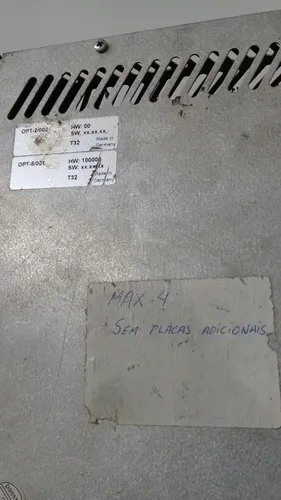 OPT-2/002 HW: 00
SW: xx.xx.xx.
T32 Made in
Germany
OPT-5/001 HW: 100000
SW: xx.xx.xx
T32 Made in
Germany
MAX-4
SEM PLACAS ADICIONAIS